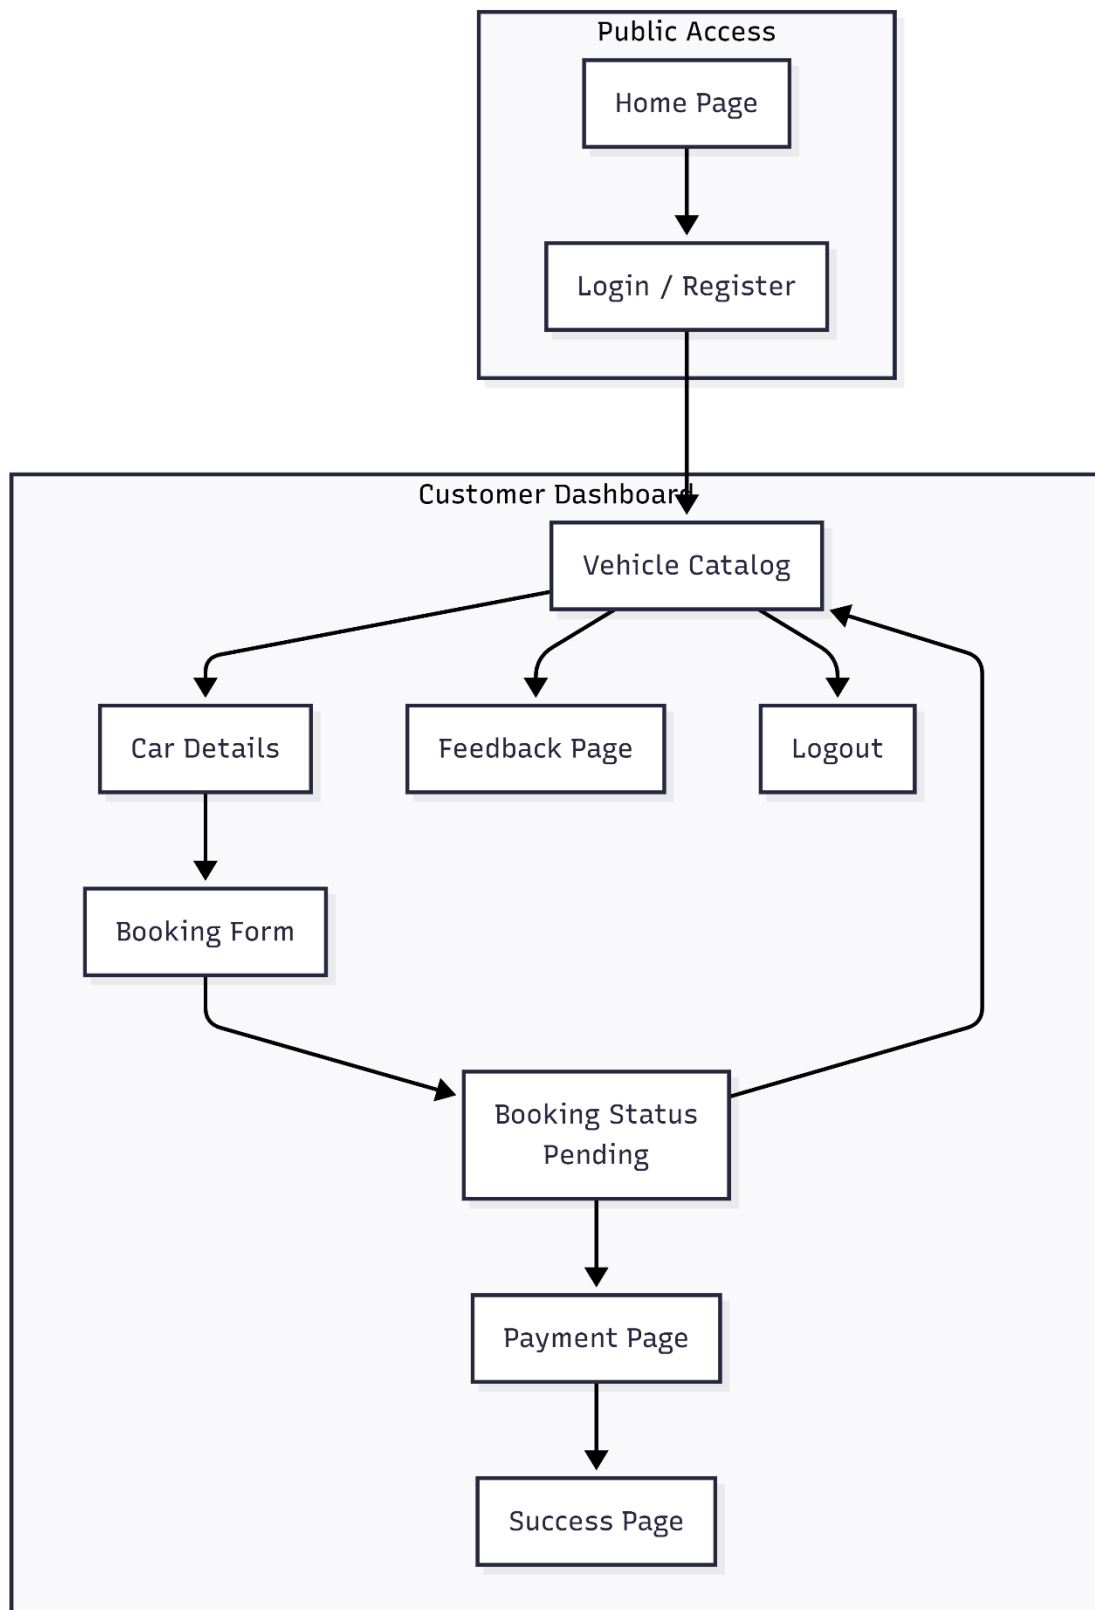 Public Access
Home Page
Login / Register
Customer Dashboard
Vehicle Catalog
Car Details
Feedback Page
Logout
Booking Form
Booking Status
Pending
Payment Page
Success Page